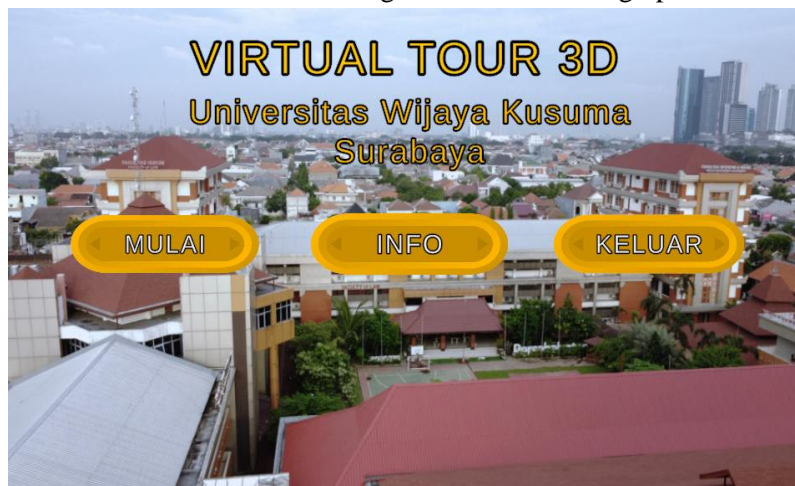 VIRTUAL TOUR 3D
Universitas Wijaya Kusuma
Surabaya
MULAI
INFO
KELUAR